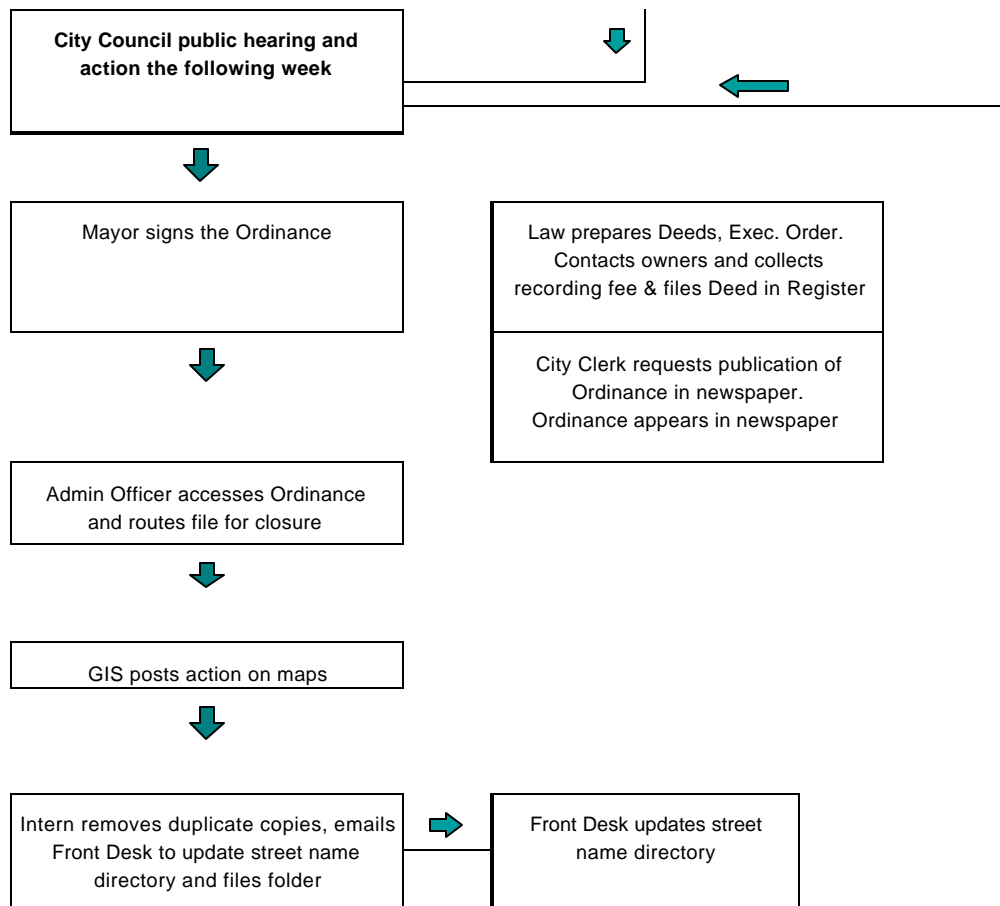 City Council public hearing and
action the following week
Mayor signs the Ordinance
Law prepares Deeds, Exec. Order.
Contacts owners and collects
recording fee & files Deed in Register
City Clerk requests publication of
Ordinance in newspaper.
Ordinance appears in newspaper
Admin Officer accesses Ordinance
and routes file for closure
GIS posts action on maps
Intern removes duplicate copies, emails
Front Desk to update street name
directory and files folder
Front Desk updates street
name directory